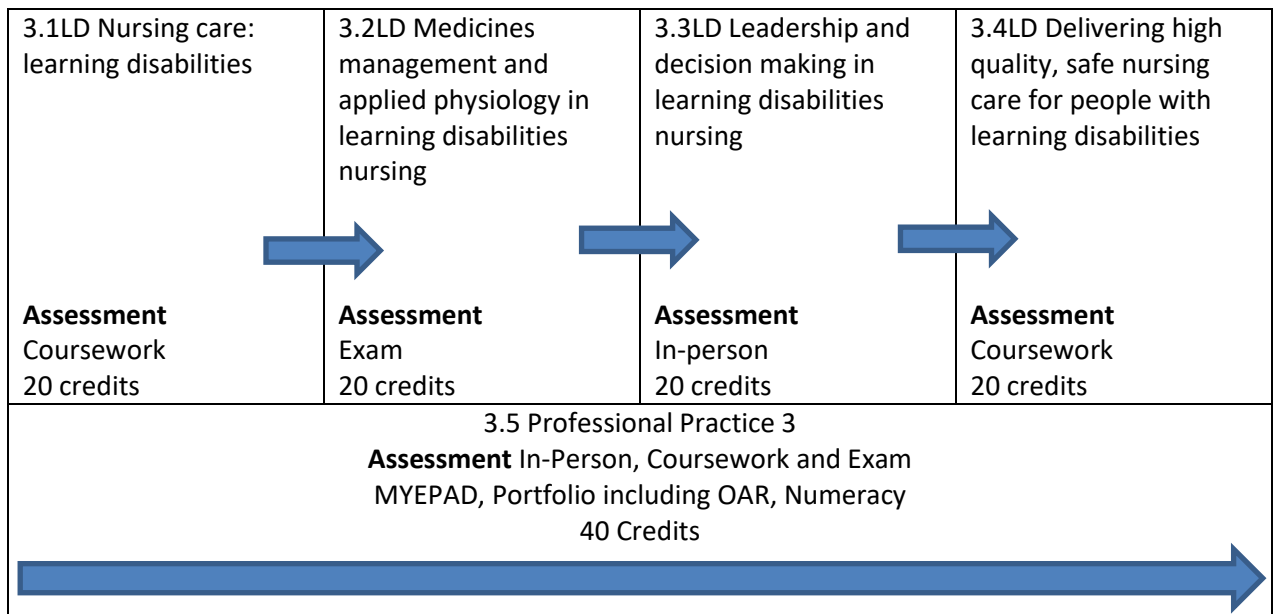 3.1LD Nursing care:
learning disabilities
Assessment
Coursework
20 credits
3.2LD Medicines
management and
applied physiology in
learning disabilities
nursing
Assessment
Exam
20 credits
3.3LD Leadership and
decision making in
learning disabilities
nursing
Assessment
In-person
20 credits
3.4LD Delivering high
quality, safe nursing
care for people with
learning disabilities
Assessment
Coursework
20 credits
3.5 Professional Practice 3
Assessment In-Person, Coursework and Exam
MYEPAD, Portfolio including OAR, Numeracy
40 Credits